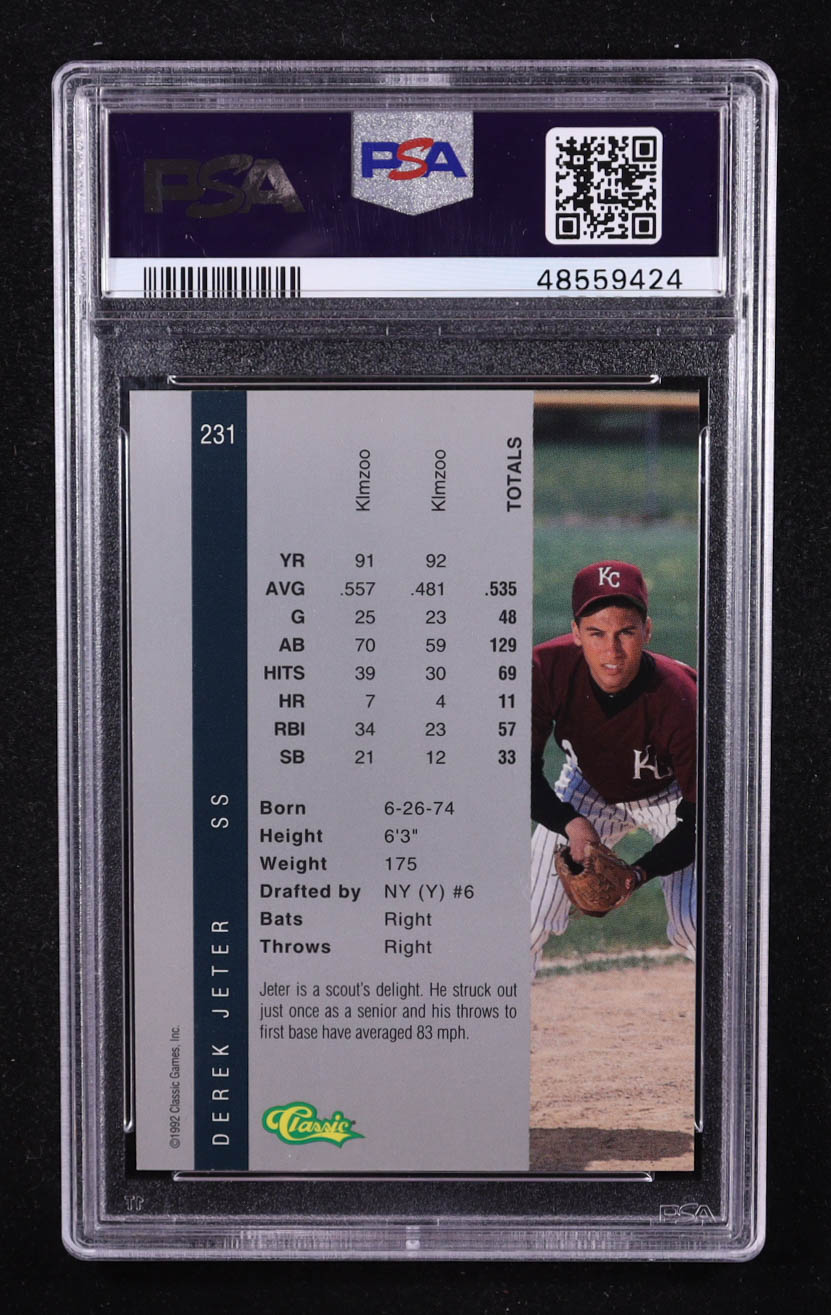 PSA
PSA
48559424
231
Klmzoo Klmzoo TOTALS
YR 91 92
AVG .557 .481 .535
G 25 23 48
AB 70 59 129
HITS 39 30 69
HR 7 4 11
RBI 34 23 57
SB 21 12 33
Born 6-26-74
Height 6'3"
Weight 175
Drafted by NY (Y) #6
Bats Right
Throws Right
Jeter is a scout's delight. He struck out
just once as a senior and his throws to
first base have averaged 83 mph.
Classic
DEREK JETER SS
©1992 Classic Games, Inc.
KC
KC
PSA